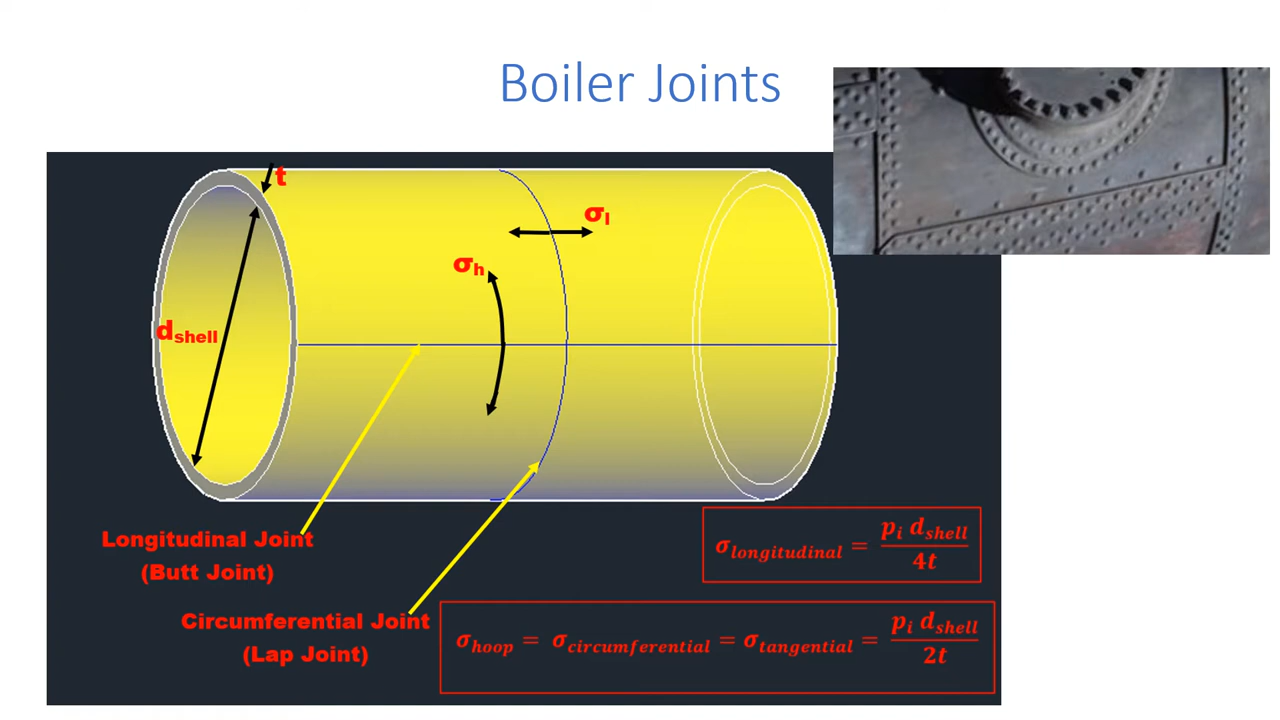 Boiler Joints
t
σl
σh
dshell
Longitudinal Joint
(Butt Joint)
σlongitudinal = pi dshell / 4t
Circumferential Joint
(Lap Joint)
σhoop = σcircumferential = σtangential = pi dshell / 2t